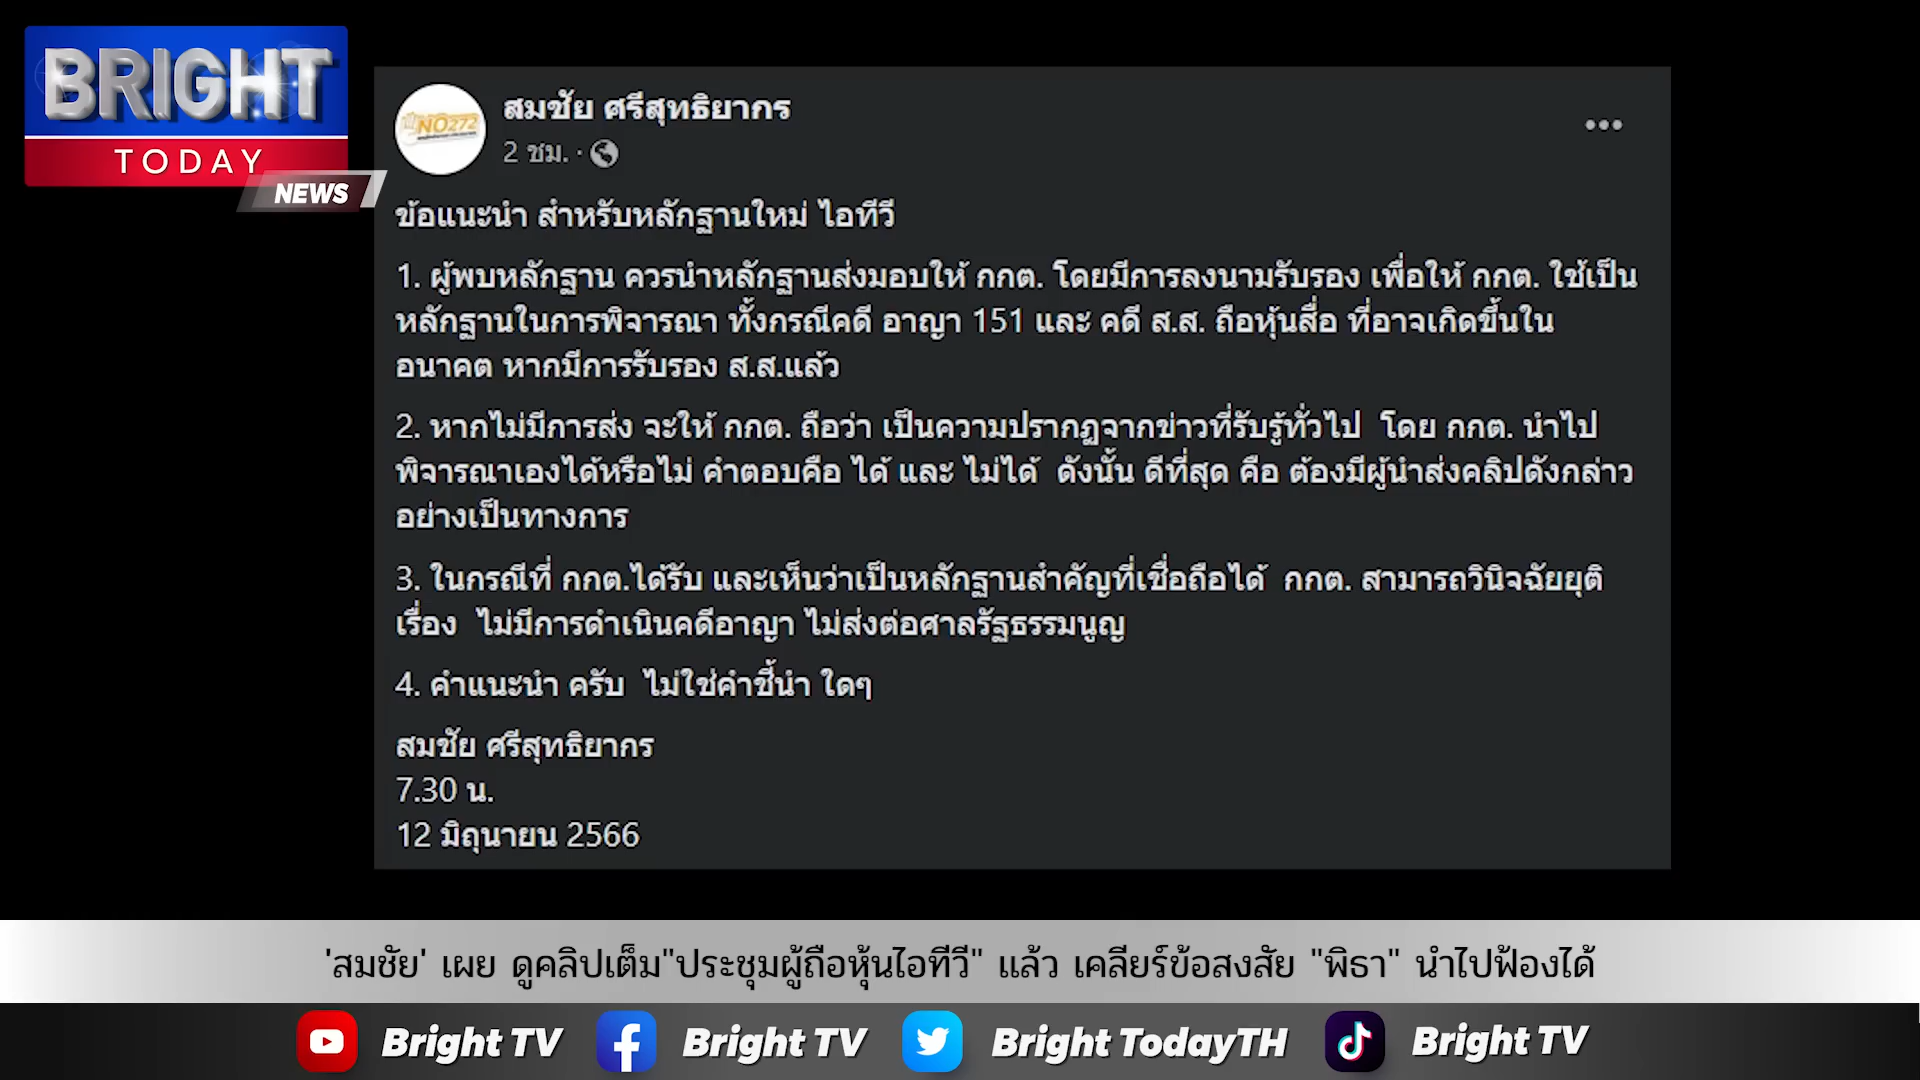 BRIGHT
TODAY
NEWS
NO272
สมชัย ศรีสุทธิยากร
2 ชม. ·
ข้อแนะนำ สำหรับหลักฐานใหม่ ไอทีวี
1. ผู้พบหลักฐาน ควรนำหลักฐานส่งมอบให้ กกต. โดยมีการลงนามรับรอง เพื่อให้ กกต. ใช้เป็น
หลักฐานในการพิจารณา ทั้งกรณีคดี อาญา 151 และ คดี ส.ส. ถือหุ้นสื่อ ที่อาจเกิดขึ้นใน
อนาคต หากมีการรับรอง ส.ส.แล้ว
2. หากไม่มีการส่ง จะให้ กกต. ถือว่า เป็นความปรากฏจากข่าวที่รับรู้ทั่วไป  โดย กกต. นำไป
พิจารณาเองได้หรือไม่ คำตอบคือ ได้ และ ไม่ได้  ดังนั้น ดีที่สุด คือ ต้องมีผู้นำส่งคลิปดังกล่าว
อย่างเป็นทางการ
3. ในกรณีที่ กกต.ได้รับ และเห็นว่าเป็นหลักฐานสำคัญที่เชื่อถือได้  กกต. สามารถวินิจฉัยยุติ
เรื่อง  ไม่มีการดำเนินคดีอาญา ไม่ส่งต่อศาลรัฐธรรมนูญ
4. คำแนะนำ ครับ  ไม่ใช่คำชี้นำ ใดๆ
สมชัย ศรีสุทธิยากร
7.30 น.
12 มิถุนายน 2566
'สมชัย' เผย ดูคลิปเต็ม"ประชุมผู้ถือหุ้นไอทีวี" แล้ว เคลียร์ข้อสงสัย "พิธา" นำไปฟ้องได้
Bright TV Bright TV Bright TodayTH Bright TV